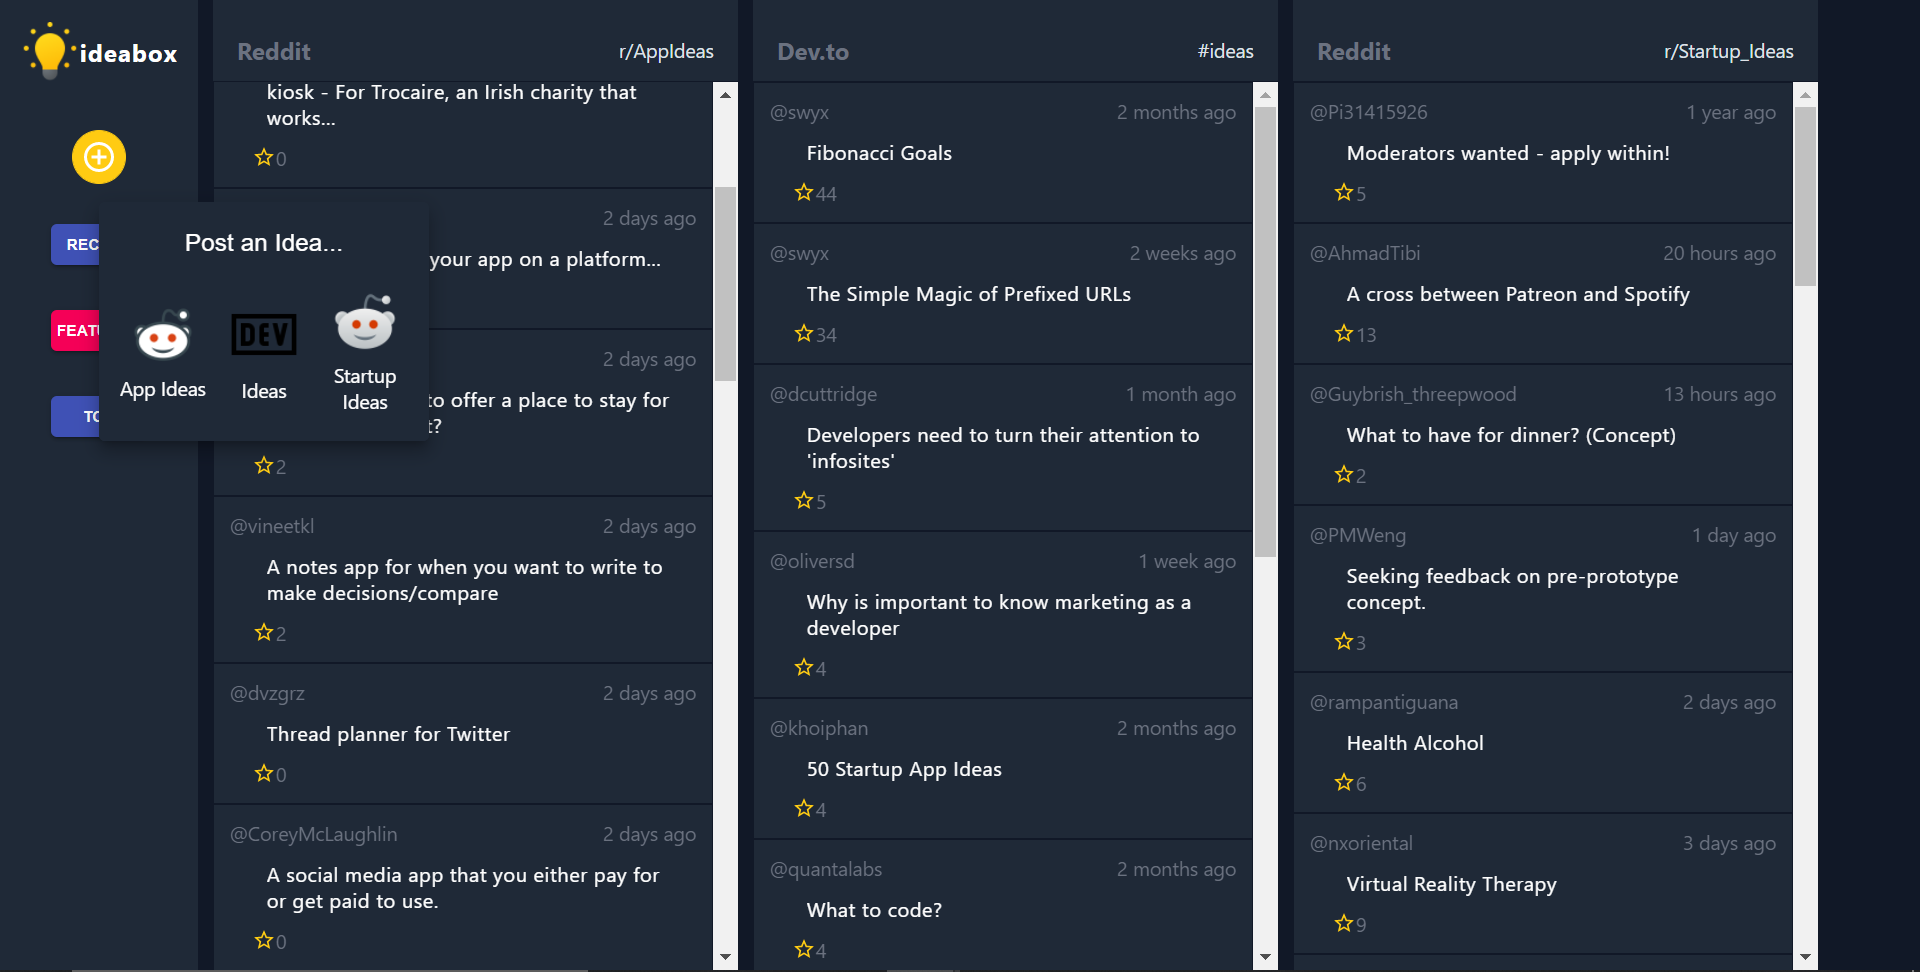 ideabox
REC
FEATU
TO
Post an Idea...
App Ideas
DEV
Ideas
Startup
Ideas
Reddit
r/AppIdeas
kiosk - For Trocaire, an Irish charity that
works...
0
2 days ago
your app on a platform...
2 days ago
to offer a place to stay for
t?
2
@vineetkl
2 days ago
A notes app for when you want to write to
make decisions/compare
2
@dvzgrz
2 days ago
Thread planner for Twitter
0
@CoreyMcLaughlin
2 days ago
A social media app that you either pay for
or get paid to use.
0
Dev.to
#ideas
@swyx
2 months ago
Fibonacci Goals
44
@swyx
2 weeks ago
The Simple Magic of Prefixed URLs
34
@dcuttridge
1 month ago
Developers need to turn their attention to
'infosites'
5
@oliversd
1 week ago
Why is important to know marketing as a
developer
4
@khoiphan
2 months ago
50 Startup App Ideas
4
@quantalabs
2 months ago
What to code?
4
Reddit
r/Startup_Ideas
@Pi31415926
1 year ago
Moderators wanted - apply within!
5
@AhmadTibi
20 hours ago
A cross between Patreon and Spotify
13
@Guybrish_threepwood
13 hours ago
What to have for dinner? (Concept)
2
@PMWeng
1 day ago
Seeking feedback on pre-prototype
concept.
3
@rampantiguana
2 days ago
Health Alcohol
6
@nxoriental
3 days ago
Virtual Reality Therapy
9